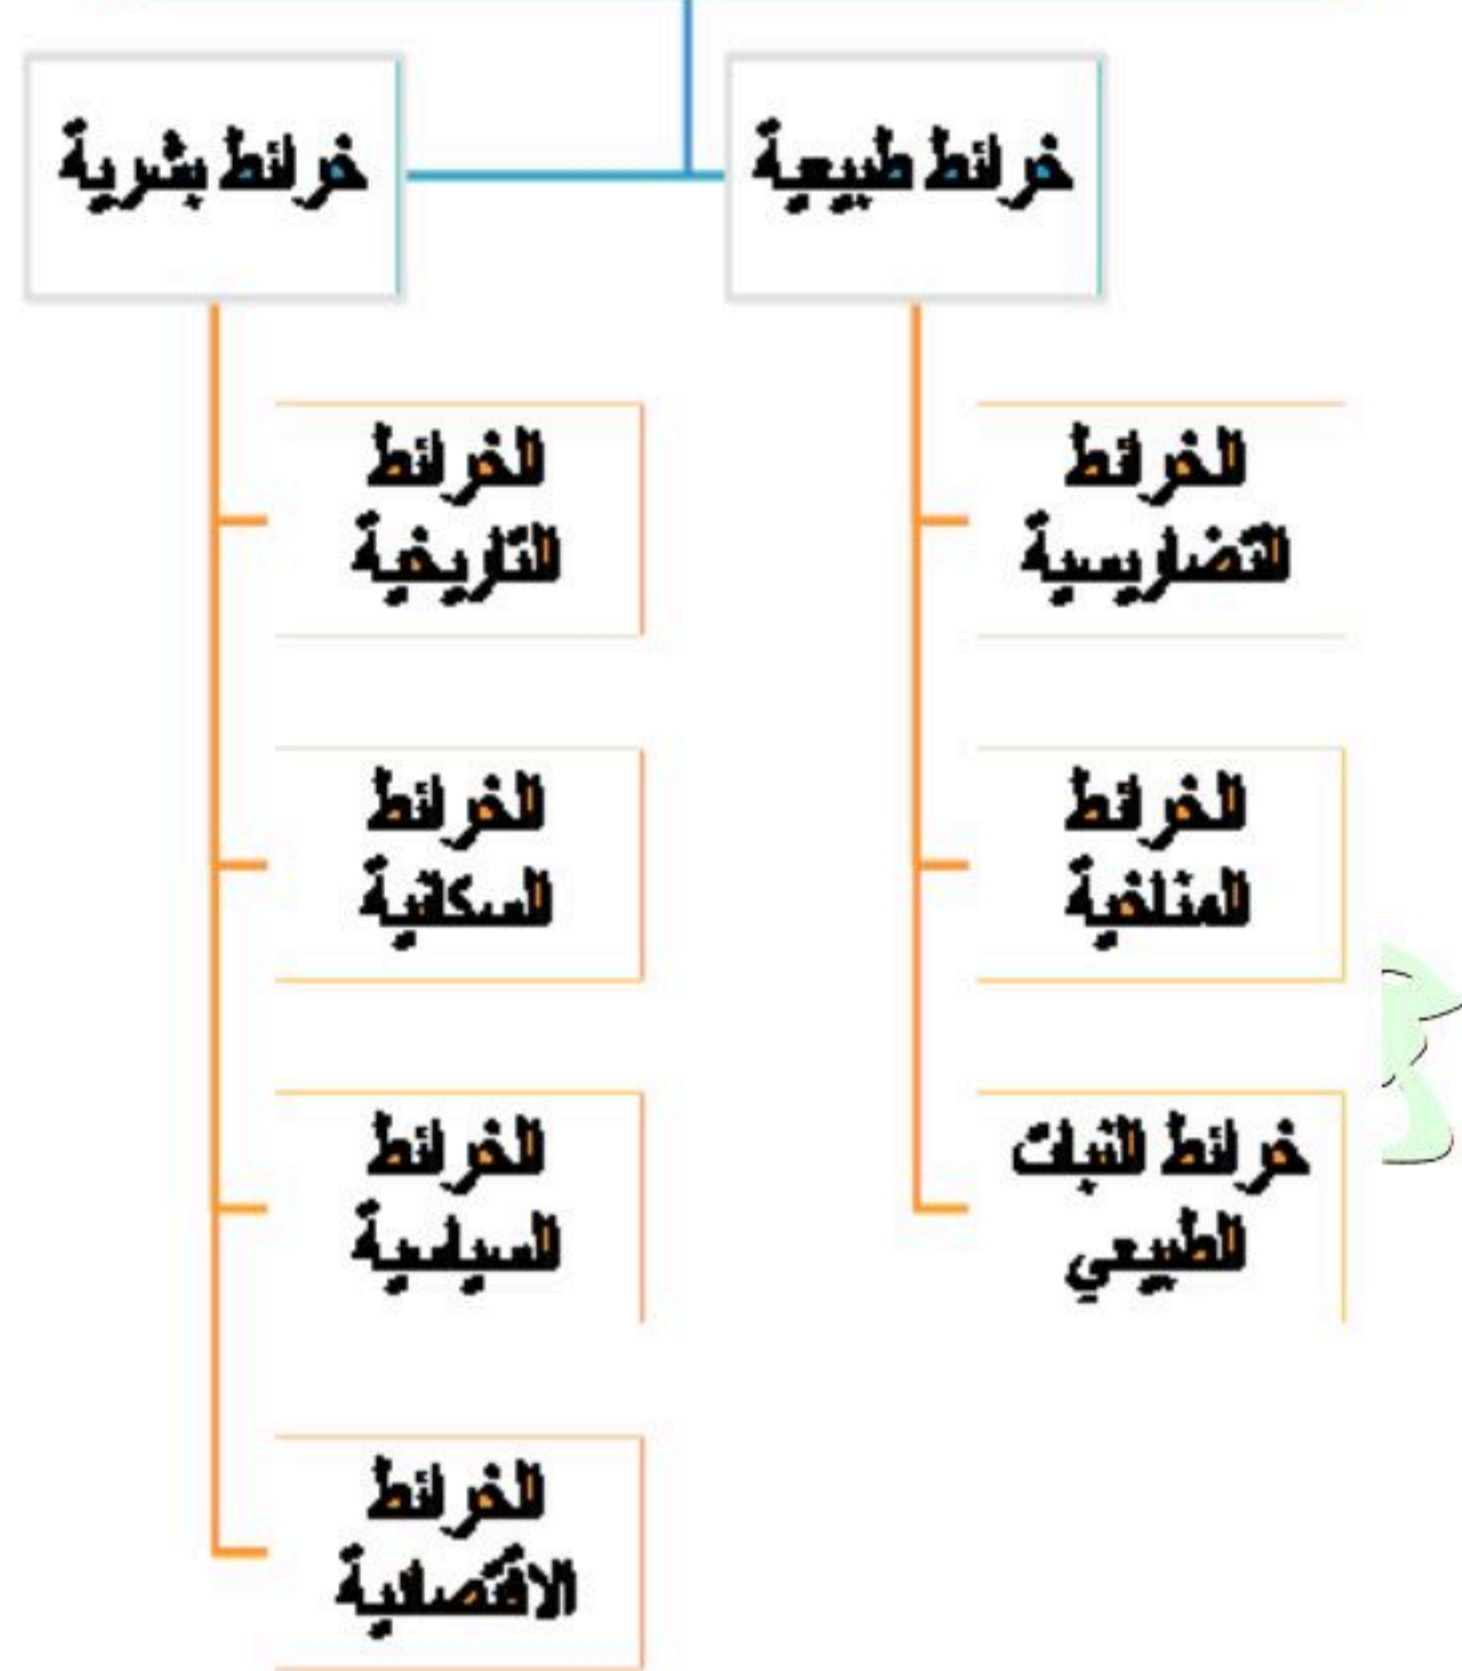 خرائط طبيعية
الخرائط
التضاريسية
الخرائط
المناخية
خرائط النبات
الطبيعي
خرائط بشرية
الخرائط
التاريخية
الخرائط
السكانية
الخرائط
السياسية
الخرائط
الاقتصادية